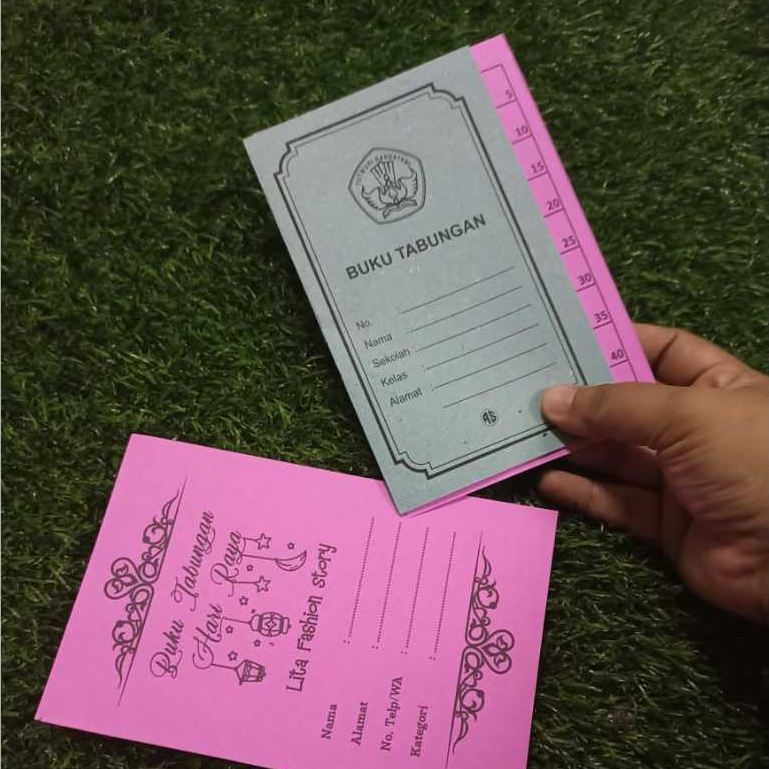 TUT WURI HANDAYANI
BUKU TABUNGAN
No.
Nama
Sekolah
Kelas :
Alamat :
AS
5
10
15
20
25
30
35
40
Buku Tabungan
Hari Raya
Lita Fashion Story
Nama :
Alamat :
No. Telp/WA :
Kategori :